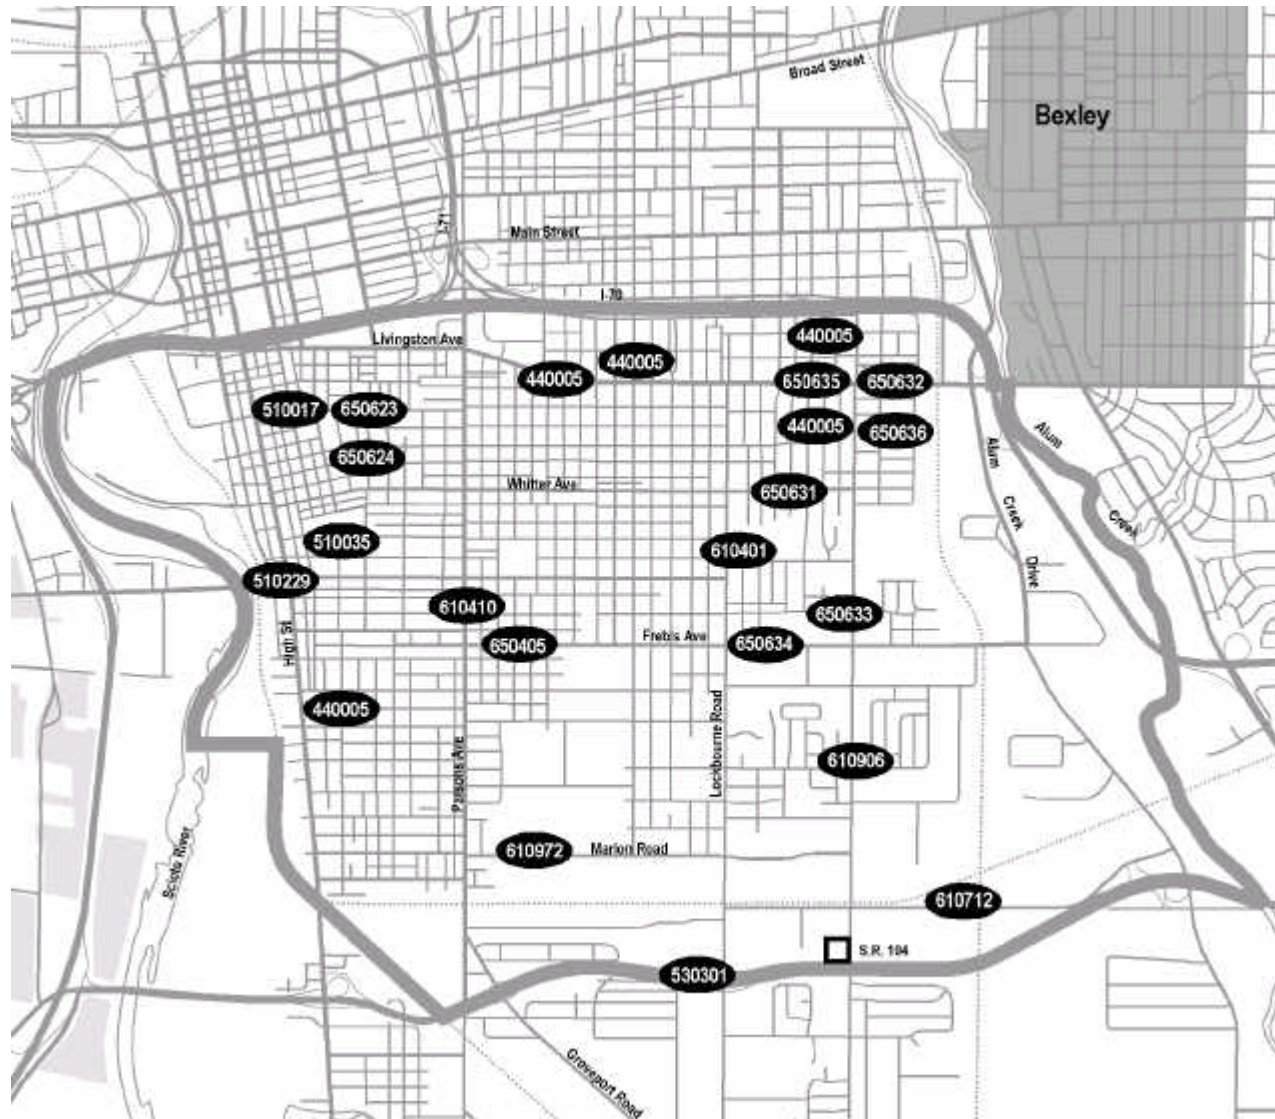 Broad Street
Bexley
I-71
Main Street
I-70
Livingston Ave
440005
440005
440005
650635
650632
510017
650623
440005
650636
Alum
650624
Alum
Whitter Ave
650631
Creek
Creek
510035
610401
Drive
510229
610410
650633
High St
650405
Frebis Ave
650634
440005
Lockbourne Road
Parsons Ave
610906
Scioto River
610972
Marion Road
610712
S.R. 104
530301
Groveport Road